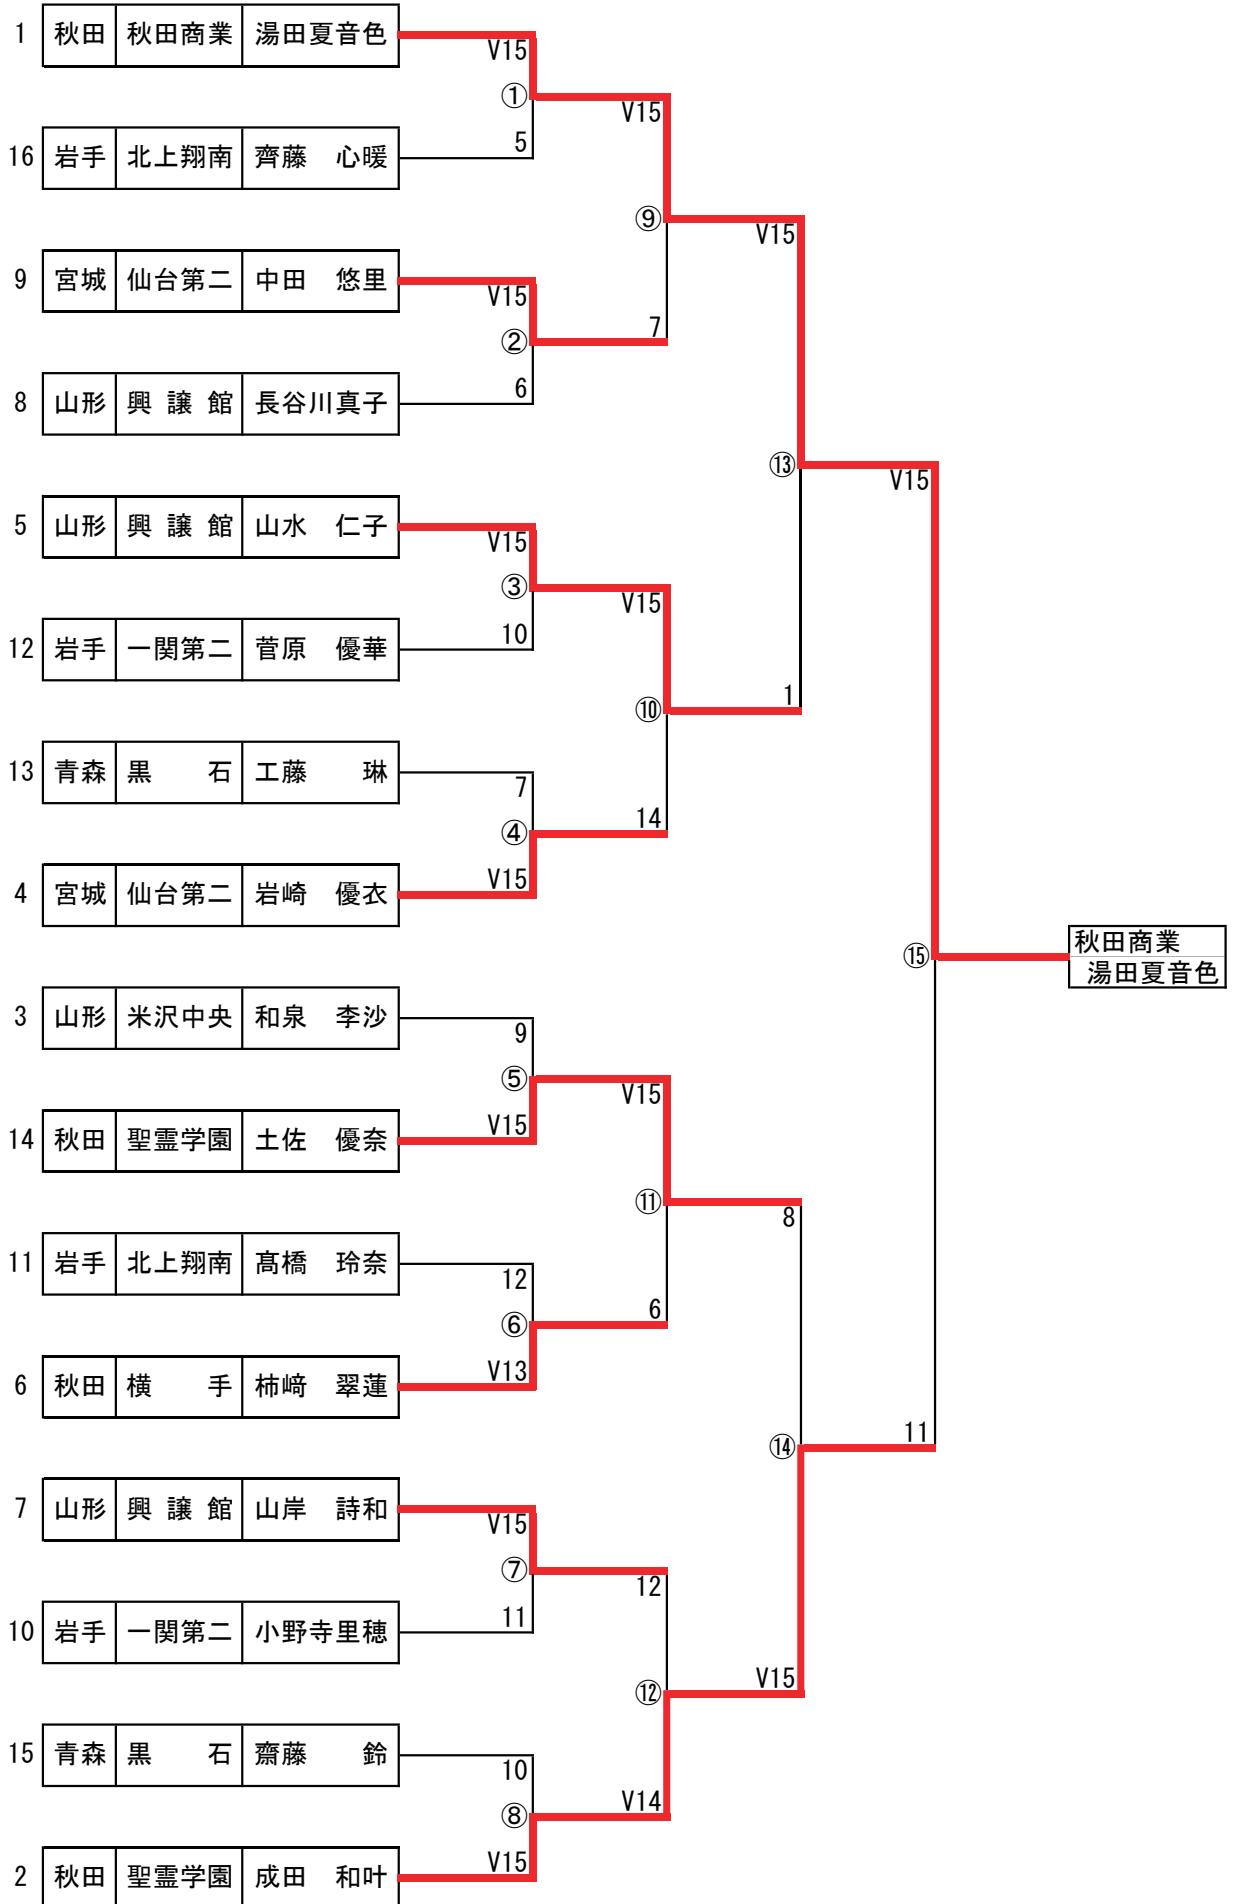 1 秋田 秋田商業 湯田夏音色
V15
①
V15
5
16 岩手 北上翔南 齊藤 心暖
⑨
V15
9 宮城 仙台第二 中田 悠里
V15
②
7
6
8 山形 興譲館 長谷川真子
⑬
V15
5 山形 興譲館 山水 仁子
V15
③
V15
10
12 岩手 一関第二 菅原 優華
⑩
1
13 青森 黒石 工藤 琳
7
④
14
V15
4 宮城 仙台第二 岩崎 優衣
⑮
秋田商業
湯田夏音色
3 山形 米沢中央 和泉 李沙
9
⑤
V15
V15
14 秋田 聖霊学園 土佐 優奈
⑪
8
11 岩手 北上翔南 髙橋 玲奈
12
⑥
6
V13
6 秋田 横手 柿﨑 翠蓮
⑭
11
7 山形 興譲館 山岸 詩和
V15
⑦
12
11
10 岩手 一関第二 小野寺里穂
⑫
V15
15 青森 黒石 齋藤 鈴
10
⑧
V14
V15
2 秋田 聖霊学園 成田 和叶